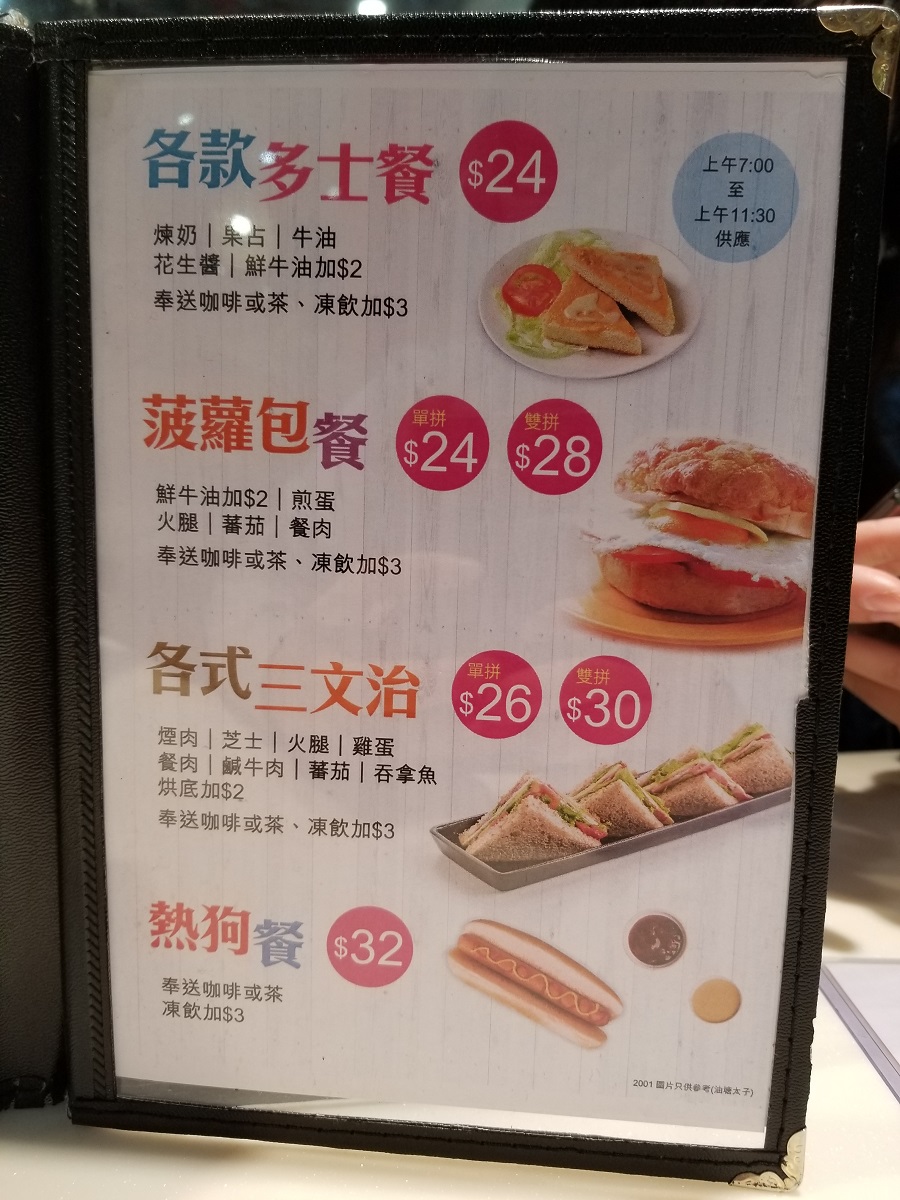 各款多士餐 $24
上午7:00
至
上午11:30
供應
煉奶｜果占｜牛油
花生醬｜鮮牛油加$2
奉送咖啡或茶、凍飲加$3
菠蘿包餐 單拼 $24 雙拼 $28
鮮牛油加$2｜煎蛋
火腿｜蕃茄｜餐肉
奉送咖啡或茶、凍飲加$3
各式三文治 單拼 $26 雙拼 $30
煙肉｜芝士｜火腿｜雞蛋
餐肉｜鹹牛肉｜蕃茄｜吞拿魚
烘底加$2
奉送咖啡或茶、凍飲加$3
熱狗餐 $32
奉送咖啡或茶
凍飲加$3
2001 圖片只供參考(油塘太子)